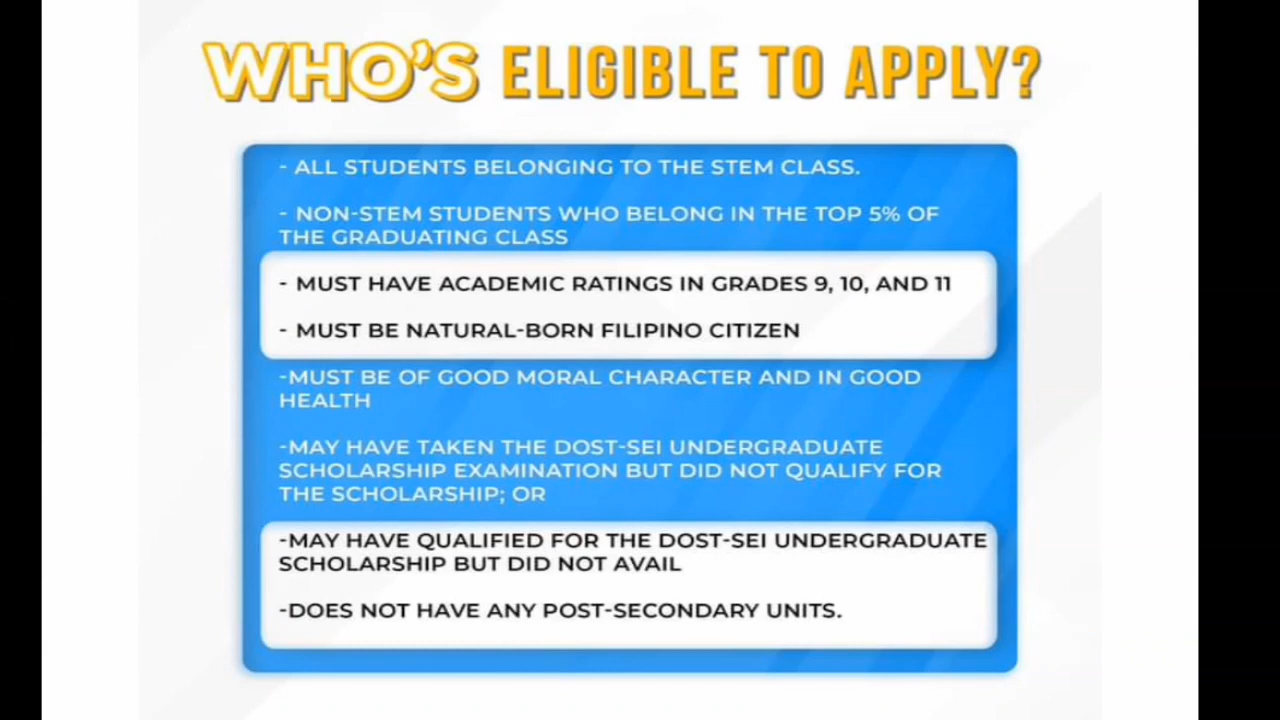 WHO'S ELIGIBLE TO APPLY?
- ALL STUDENTS BELONGING TO THE STEM CLASS.
- NON-STEM STUDENTS WHO BELONG IN THE TOP 5% OF
THE GRADUATING CLASS
- MUST HAVE ACADEMIC RATINGS IN GRADES 9, 10, AND 11
- MUST BE NATURAL-BORN FILIPINO CITIZEN
-MUST BE OF GOOD MORAL CHARACTER AND IN GOOD
HEALTH
-MAY HAVE TAKEN THE DOST-SEI UNDERGRADUATE
SCHOLARSHIP EXAMINATION BUT DID NOT QUALIFY FOR
THE SCHOLARSHIP; OR
-MAY HAVE QUALIFIED FOR THE DOST-SEI UNDERGRADUATE
SCHOLARSHIP BUT DID NOT AVAIL
-DOES NOT HAVE ANY POST-SECONDARY UNITS.